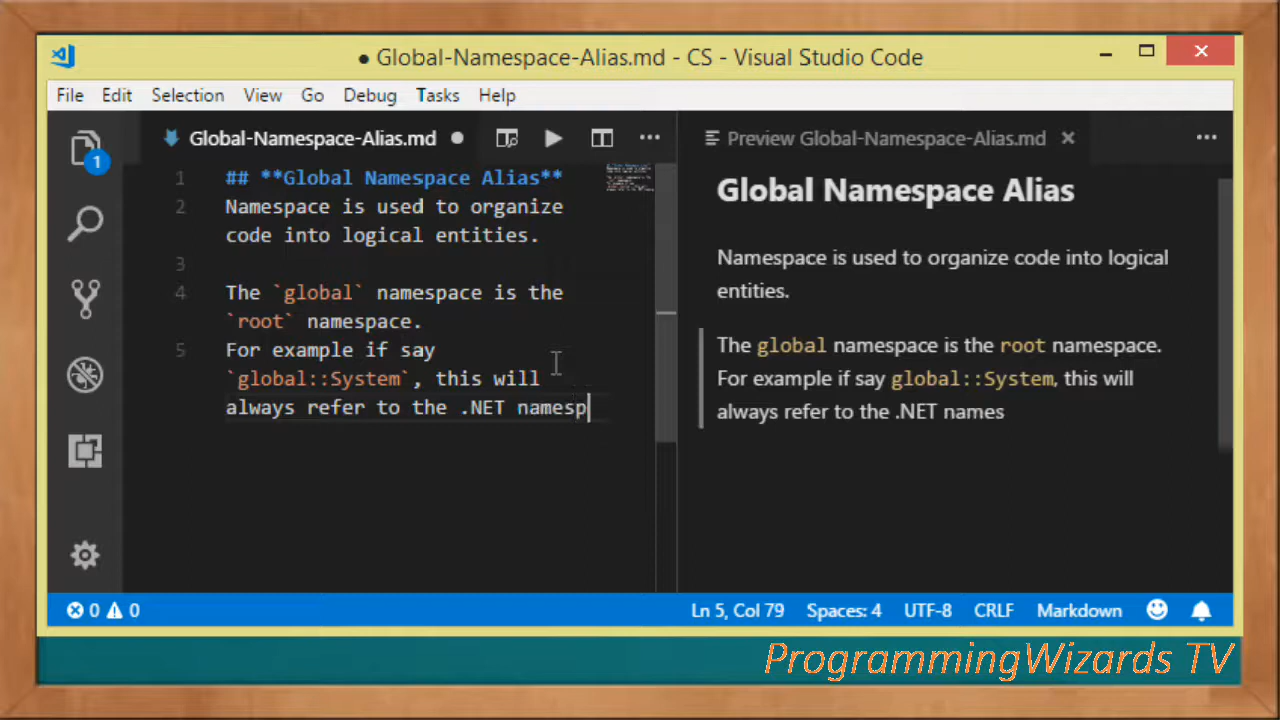 ● Global-Namespace-Alias.md - CS - Visual Studio Code
File Edit Selection View Go Debug Tasks Help
1
Global-Namespace-Alias.md
Preview Global-Namespace-Alias.md
1 ## **Global Namespace Alias**
2 Namespace is used to organize
code into logical entities.
3
4 The `global` namespace is the
`root` namespace.
5 For example if say
`global::System`, this will
always refer to the .NET namesp
Global Namespace Alias
Namespace is used to organize code into logical
entities.
The global namespace is the root namespace.
For example if say global::System, this will
always refer to the .NET names
0 0 Ln 5, Col 79 Spaces: 4 UTF-8 CRLF Markdown
ProgrammingWizards TV